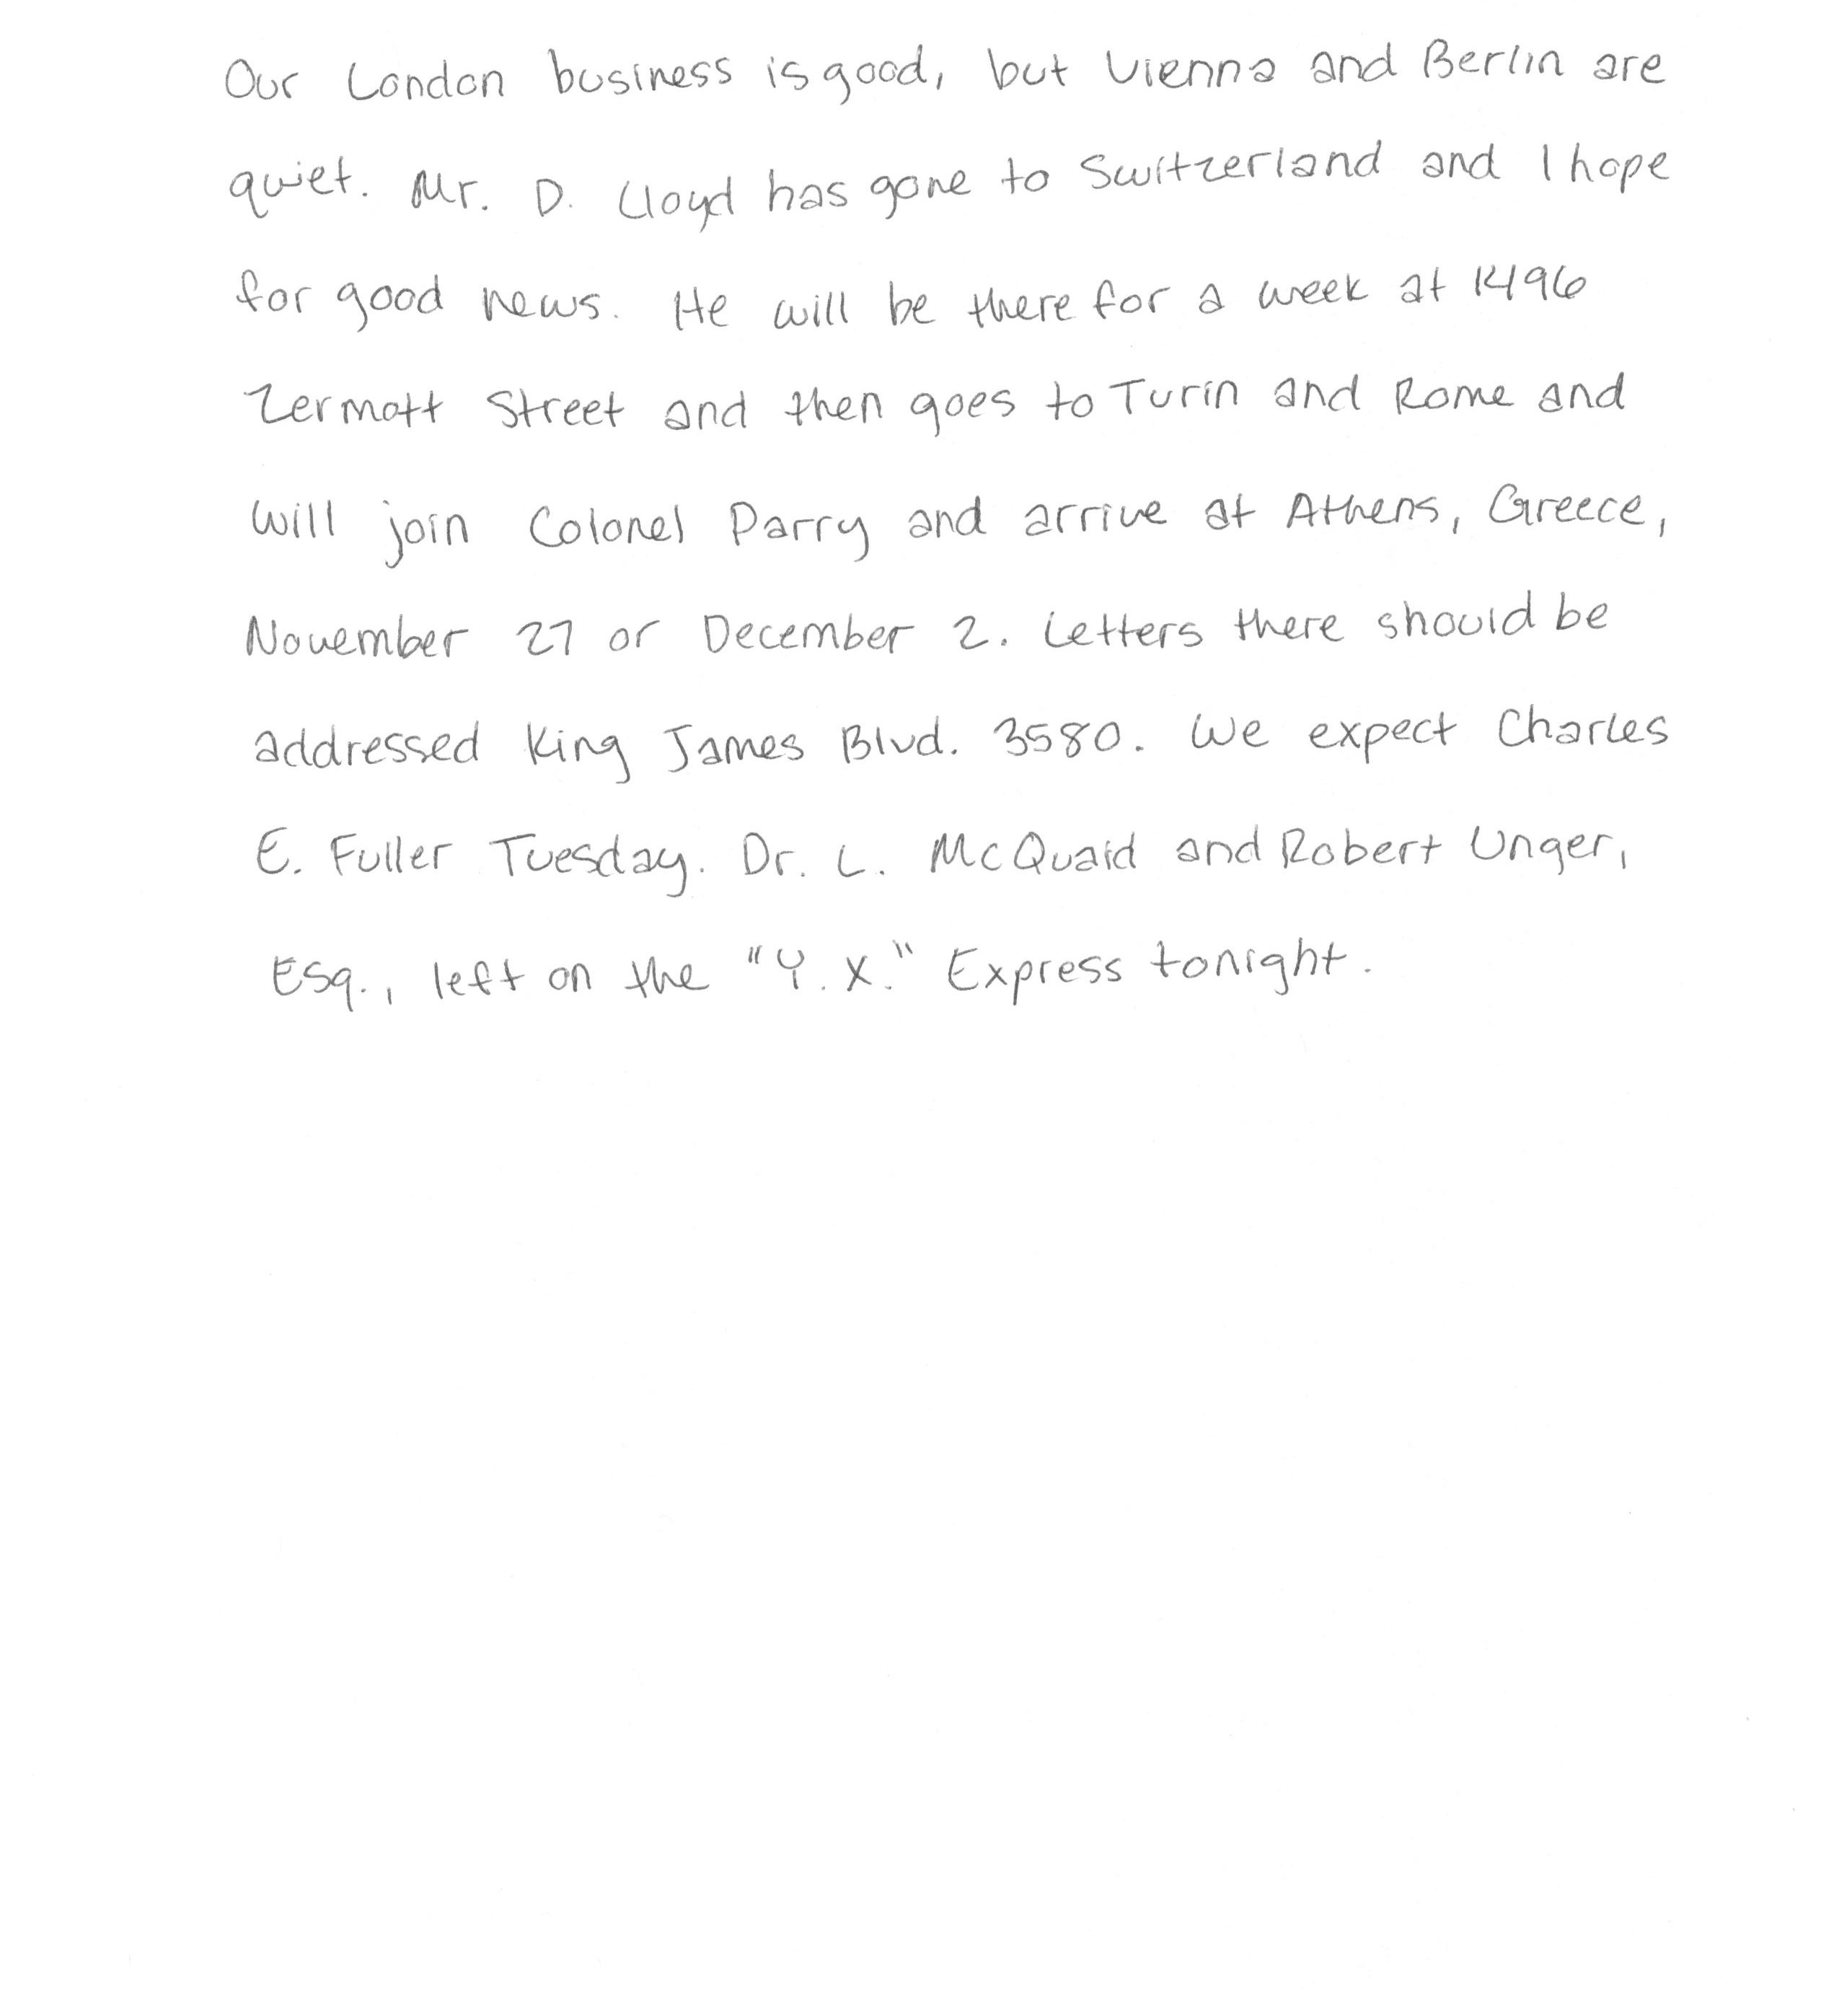 Our London business is good, but Vienna and Berlin are
quiet. Mr. D. Lloyd has gone to Switzerland and I hope
for good news. He will be there for a week at 1496
Zermott Street and then goes to Turin and Rome and
will join Colonel Parry and arrive at Athens, Greece,
November 27 or December 2. Letters there should be
addressed King James Blvd. 3580. We expect Charles
E. Fuller Tuesday. Dr. L. McQuaid and Robert Unger,
Esq., left on the "Y.X." Express tonight.